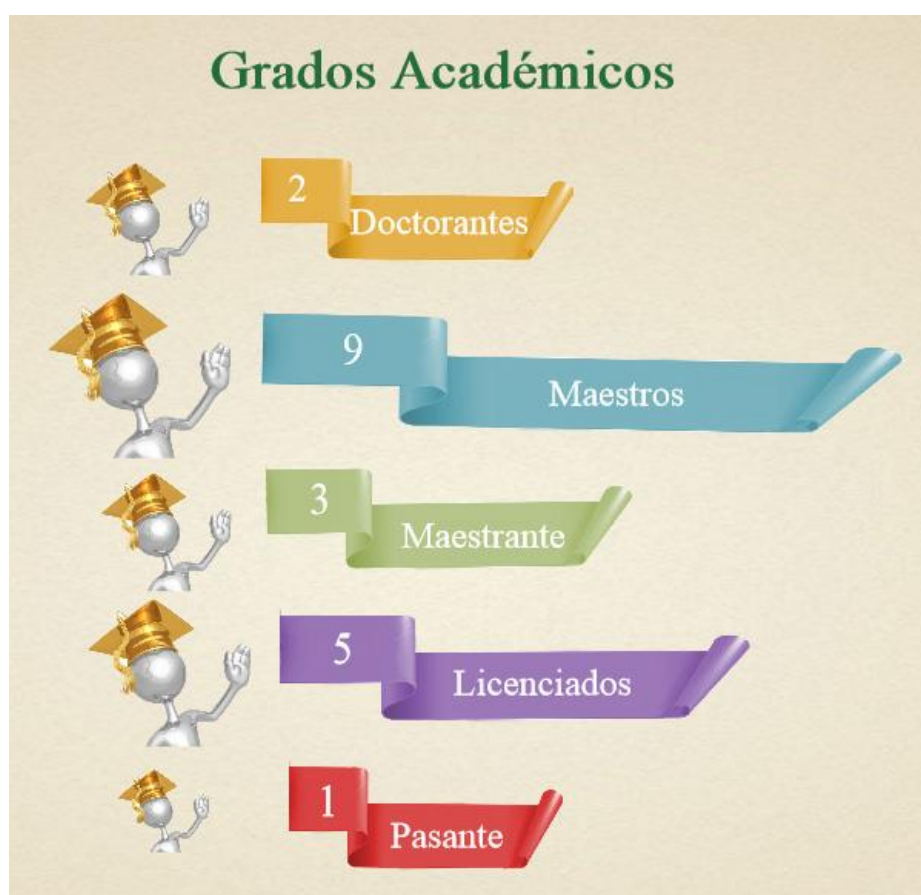 Grados Académicos
2
Doctorantes
9
Maestros
3
Maestrante
5
Licenciados
1
Pasante